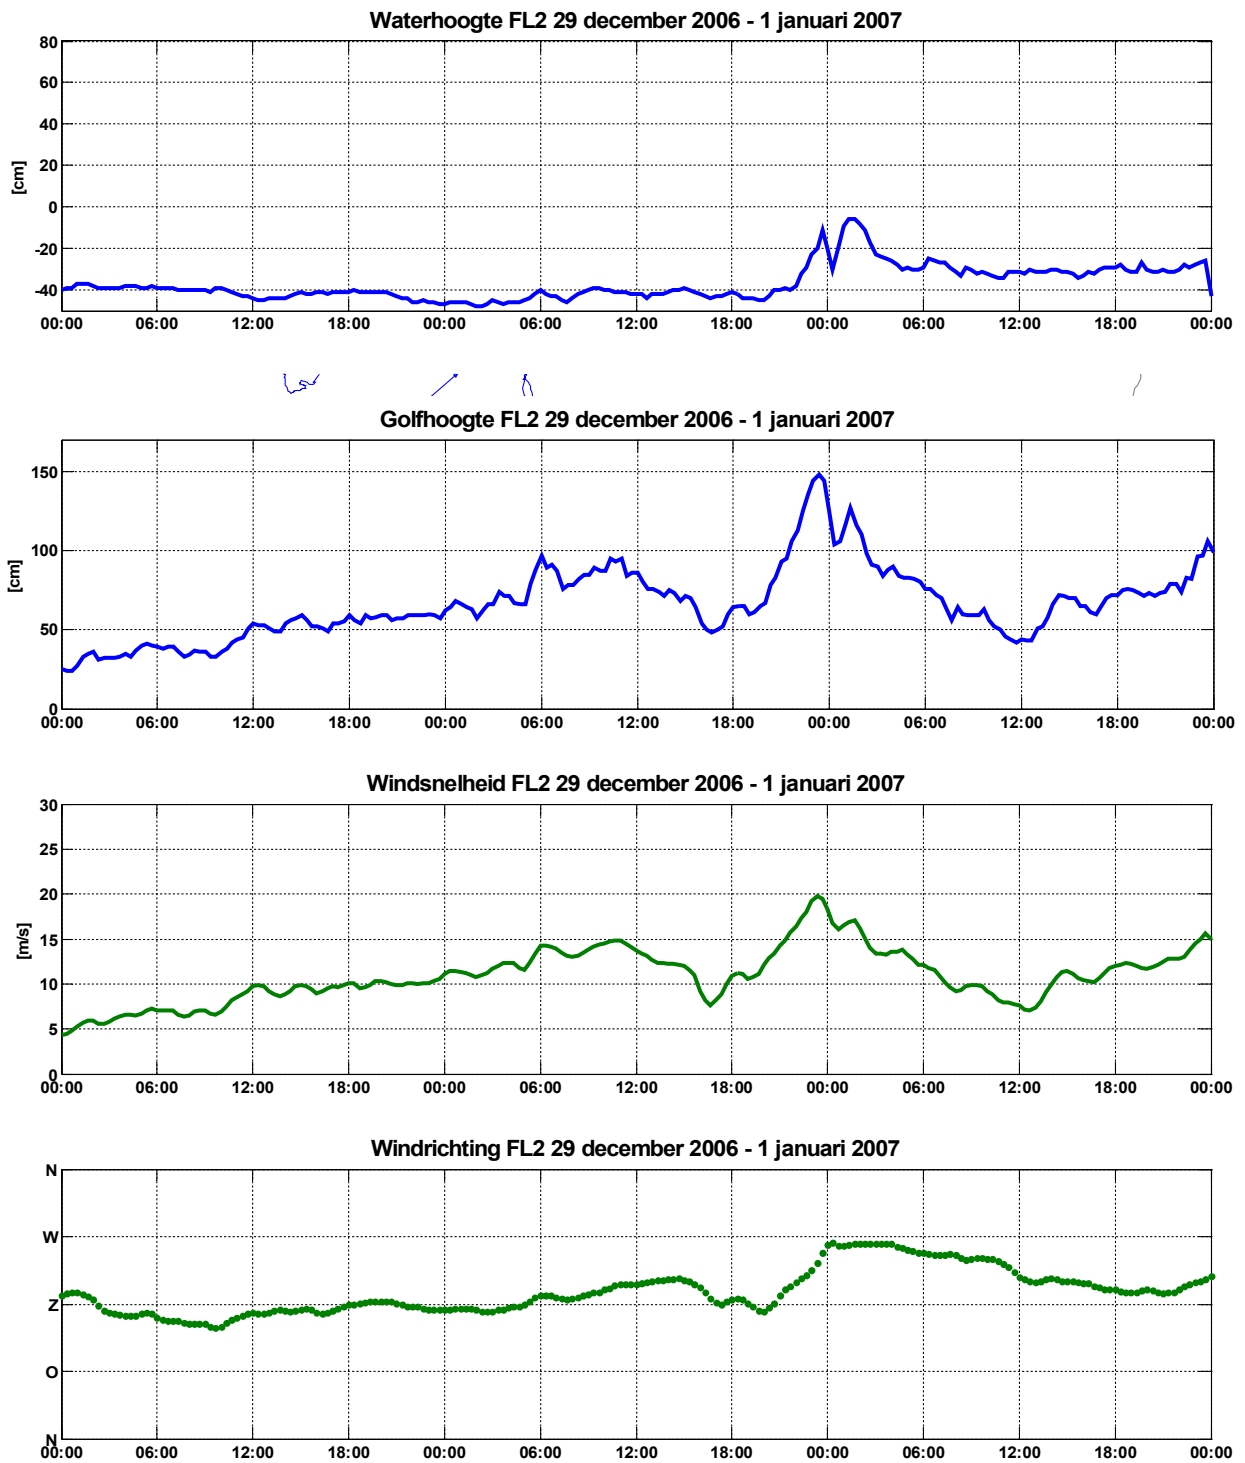 Waterhoogte FL2 29 december 2006 - 1 januari 2007
[cm]
80
60
40
20
0
-20
-40
00:00 06:00 12:00 18:00 00:00 06:00 12:00 18:00 00:00 06:00 12:00 18:00 00:00
Golfhoogte FL2 29 december 2006 - 1 januari 2007
[cm]
150
100
50
0
00:00 06:00 12:00 18:00 00:00 06:00 12:00 18:00 00:00 06:00 12:00 18:00 00:00
Windsnelheid FL2 29 december 2006 - 1 januari 2007
[m/s]
30
25
20
15
10
5
0
00:00 06:00 12:00 18:00 00:00 06:00 12:00 18:00 00:00 06:00 12:00 18:00 00:00
Windrichting FL2 29 december 2006 - 1 januari 2007
N
W
Z
O
N
00:00 06:00 12:00 18:00 00:00 06:00 12:00 18:00 00:00 06:00 12:00 18:00 00:00